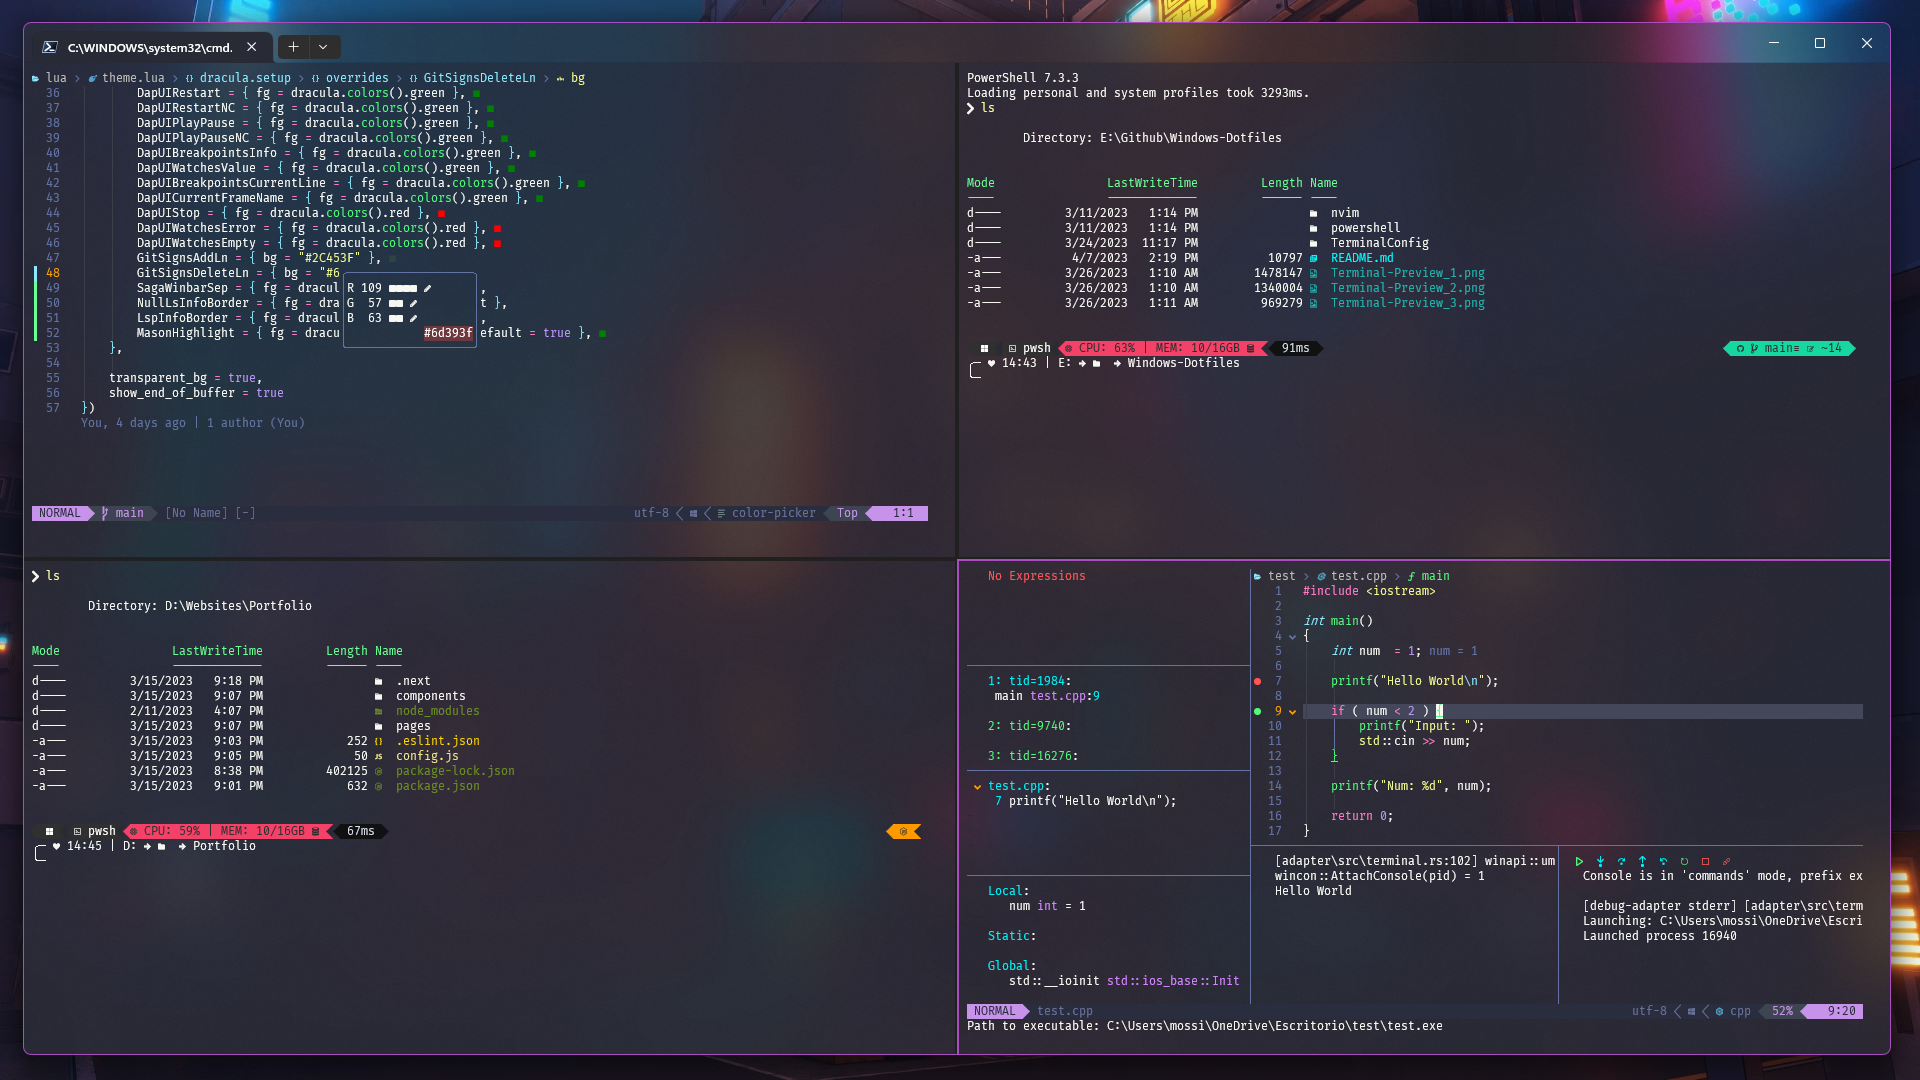 C:\WINDOWS\system32\cmd.
lua > theme.lua > {} dracula.setup > {} overrides > {} GitSignsDeleteLn > bg
36 DapUIRestart = { fg = dracula.colors().green },
37 DapUIRestartNC = { fg = dracula.colors().green },
38 DapUIPlayPause = { fg = dracula.colors().green },
39 DapUIPlayPauseNC = { fg = dracula.colors().green },
40 DapUIBreakpointsInfo = { fg = dracula.colors().green },
41 DapUIWatchesValue = { fg = dracula.colors().green },
42 DapUIBreakpointsCurrentLine = { fg = dracula.colors().green },
43 DapUICurrentFrameName = { fg = dracula.colors().green },
44 DapUIStop = { fg = dracula.colors().red },
45 DapUIWatchesError = { fg = dracula.colors().red },
46 DapUIWatchesEmpty = { fg = dracula.colors().red },
47 GitSignsAddLn = { bg = "#2C453F" },
48 GitSignsDeleteLn = { bg = "#6
49 SagaWinbarSep = { fg = dracul ,
50 NullLsInfoBorder = { fg = dra t },
51 LspInfoBorder = { fg = dracul ,
52 MasonHighlight = { fg = dracu efault = true },
R 109
G 57
B 63
#6d393f
53 },
54
55 transparent_bg = true,
56 show_end_of_buffer = true
57 })
You, 4 days ago | 1 author (You)
NORMAL main [No Name] [-] utf-8 color-picker Top 1:1
PowerShell 7.3.3
Loading personal and system profiles took 3293ms.
ls
Directory: E:\Github\Windows-Dotfiles
Mode LastWriteTime Length Name
d---- 3/11/2023 1:14 PM nvim
d---- 3/11/2023 1:14 PM powershell
d---- 3/24/2023 11:17 PM TerminalConfig
-a--- 4/7/2023 2:19 PM 10797 README.md
-a--- 3/26/2023 1:10 AM 1478147 Terminal-Preview_1.png
-a--- 3/26/2023 1:10 AM 1340004 Terminal-Preview_2.png
-a--- 3/26/2023 1:11 AM 969279 Terminal-Preview_3.png
pwsh CPU: 63% | MEM: 10/16GB 91ms main≡ ~14
14:43 | E: Windows-Dotfiles
ls
Directory: D:\Websites\Portfolio
Mode LastWriteTime Length Name
d---- 3/15/2023 9:18 PM .next
d---- 3/15/2023 9:07 PM components
d---- 2/11/2023 4:07 PM node_modules
d---- 3/15/2023 9:07 PM pages
-a--- 3/15/2023 9:03 PM 252 {} .eslint.json
-a--- 3/15/2023 9:05 PM 50 JS config.js
-a--- 3/15/2023 8:38 PM 402125 package-lock.json
-a--- 3/15/2023 9:01 PM 632 package.json
pwsh CPU: 59% | MEM: 10/16GB 67ms
14:45 | D: Portfolio
No Expressions
1: tid=1984:
main test.cpp:9
2: tid=9740:
3: tid=16276:
test.cpp:
7 printf("Hello World\n");
Local:
num int = 1
Static:
Global:
std::__ioinit std::ios_base::Init
test > test.cpp > main
1 #include <iostream>
2
3 int main()
4 {
5 int num = 1; num = 1
6
7 printf("Hello World\n");
8
9 if ( num < 2 ) {
10 printf("Input: ");
11 std::cin >> num;
12 }
13
14 printf("Num: %d", num);
15
16 return 0;
17 }
[adapter\src\terminal.rs:102] winapi::um
wincon::AttachConsole(pid) = 1
Hello World
Console is in 'commands' mode, prefix ex
[debug-adapter stderr] [adapter\src\term
Launching: C:\Users\mossi\OneDrive\Escri
Launched process 16940
NORMAL test.cpp utf-8 cpp 52% 9:20
Path to executable: C:\Users\mossi\OneDrive\Escritorio\test\test.exe